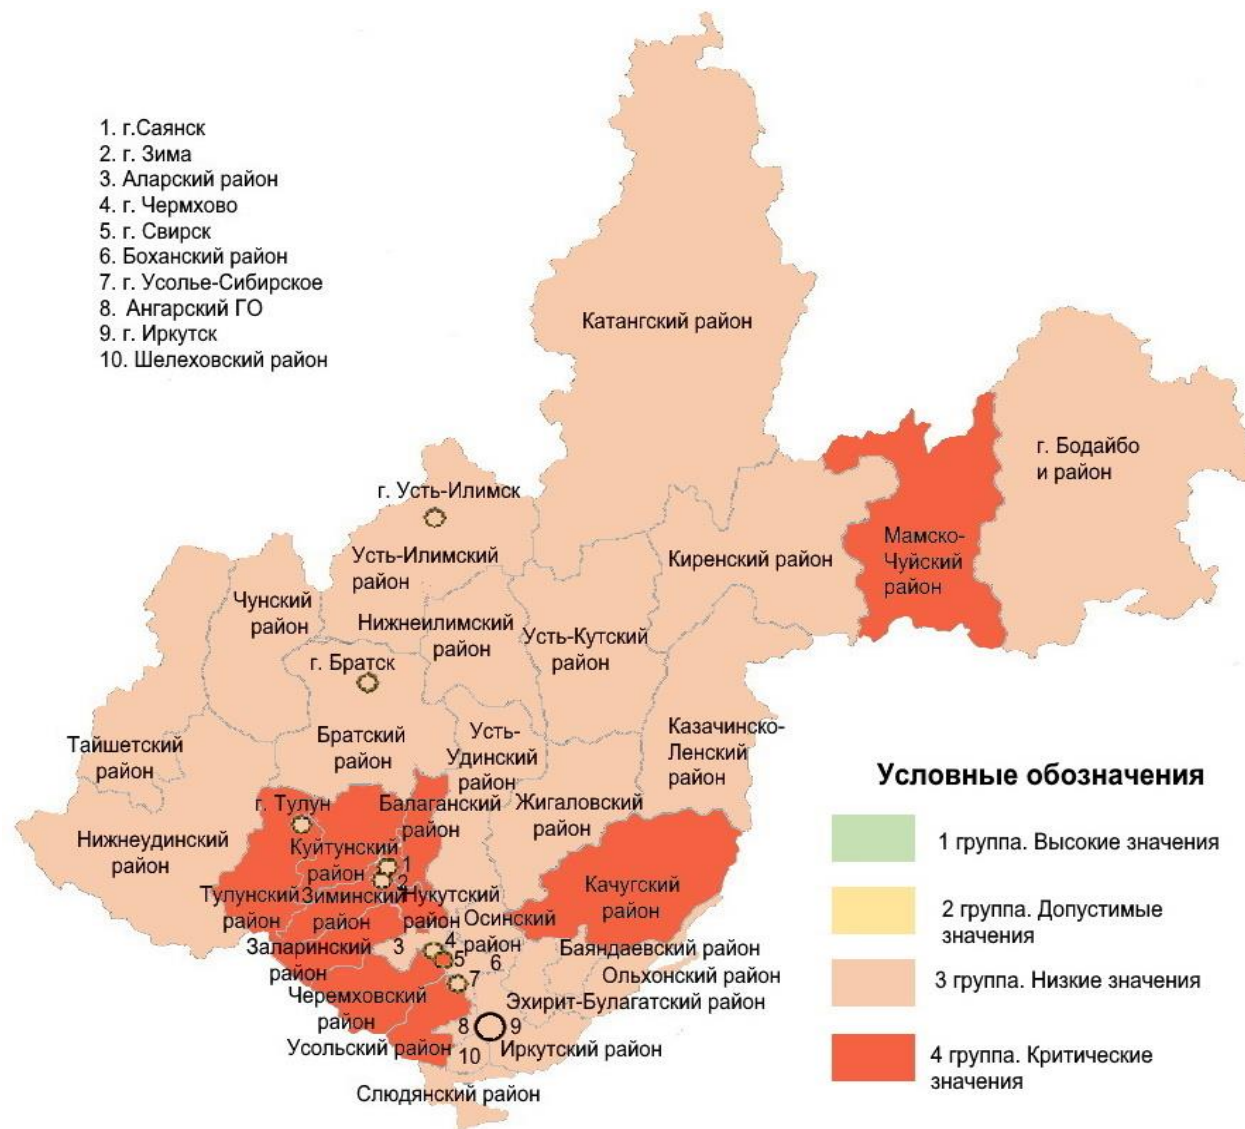 1. г.Саянск
2. г. Зима
3. Аларский район
4. г. Чермхово
5. г. Свирск
6. Боханский район
7. г. Усолье-Сибирское
8. Ангарский ГО
9. г. Иркутск
10. Шелеховский район
Катангский район
г. Бодайбо
и район
г. Усть-Илимск
Усть-Илимский
район
Киренский район
Мамско-
Чуйский
район
Чунский
район
Нижнеилимский
район
Усть-Кутский
район
г. Братск
Казачинско-
Ленский
район
Тайшетский
район
Братский
район
Усть-
Удинский
район
г. Тулун
Балаганский
район
Жигаловский
район
Нижнеудинский
район
Куйтунский
район
1
2
Тулунский
район
Зиминский
район
Нукутский
район
Качугский
район
Осинский
район
Заларинский
район
3
4
5
6
7
Баяндаевский район
Ольхонский район
Черемховский
район
Эхирит-Булагатский район
8
9
10
Усольский район
Иркутский район
Слюдянский район
Условные обозначения
1 группа. Высокие значения
2 группа. Допустимые
значения
3 группа. Низкие значения
4 группа. Критические
значения